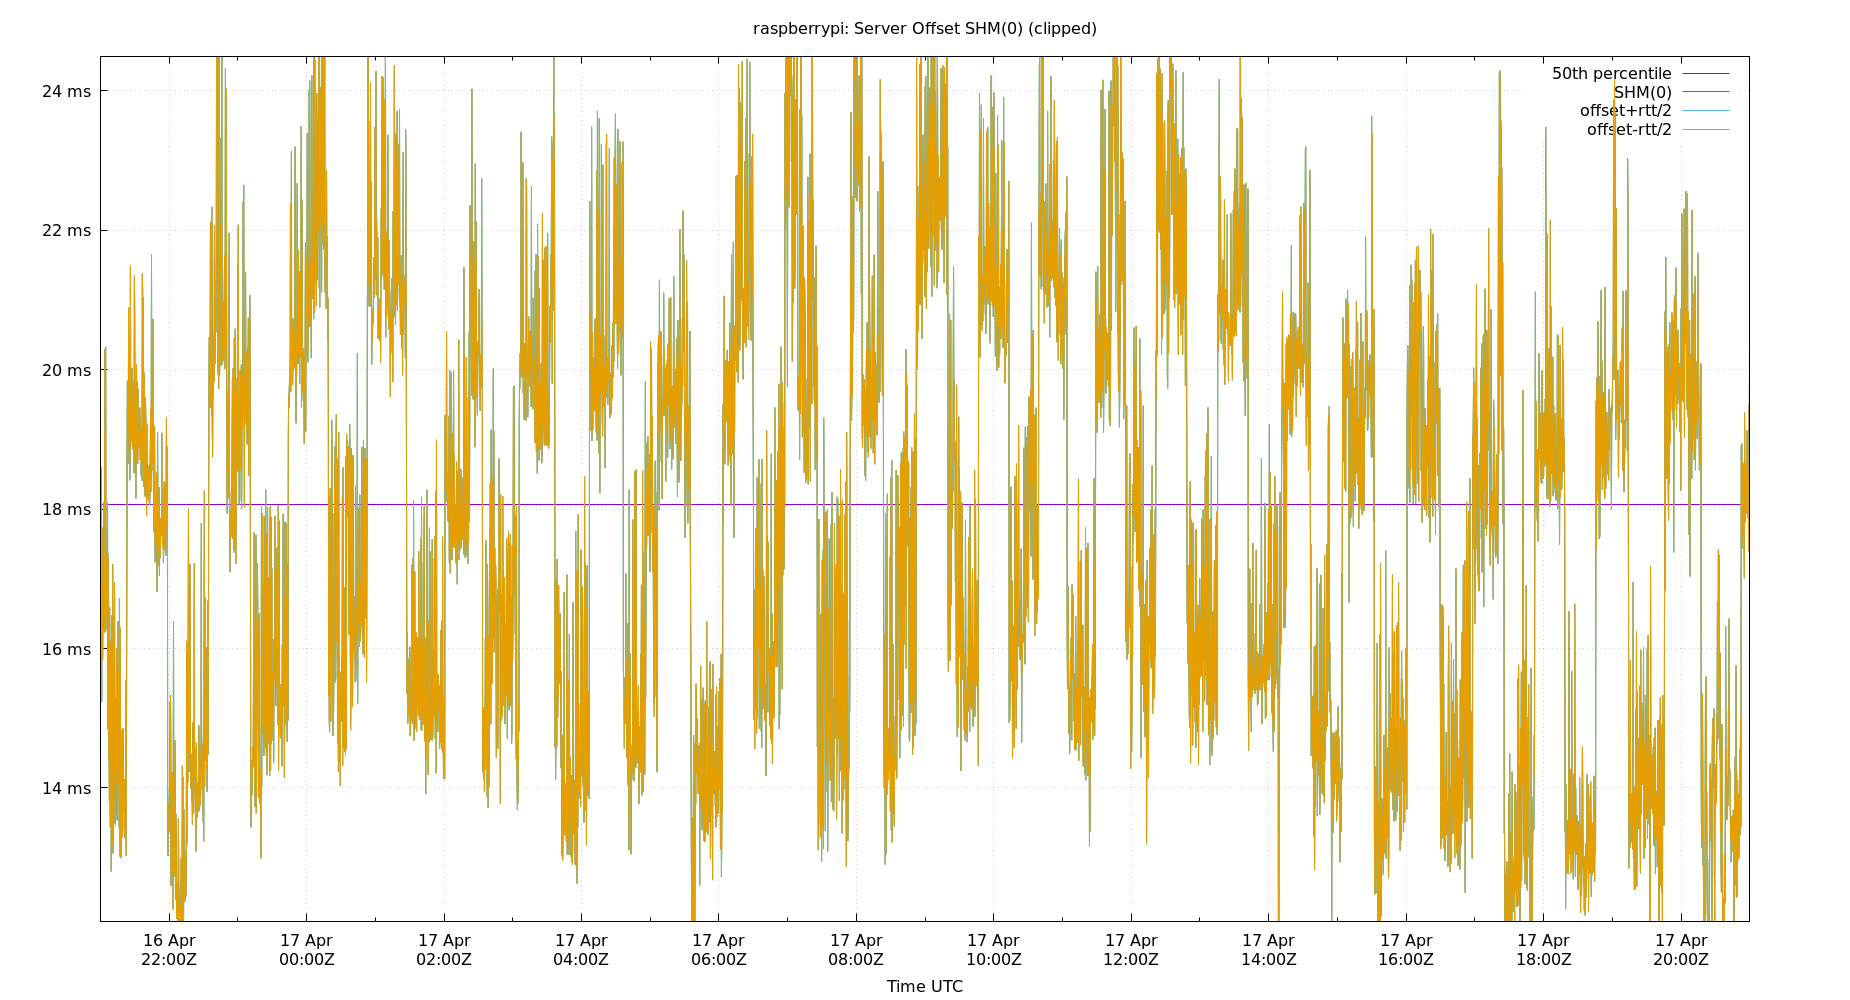 raspberrypi: Server Offset SHM(0) (clipped)
50th percentile
SHM(0)
offset+rtt/2
offset-rtt/2
24 ms
22 ms
20 ms
18 ms
16 ms
14 ms
16 Apr 17 Apr 17 Apr 17 Apr 17 Apr 17 Apr 17 Apr 17 Apr 17 Apr 17 Apr 17 Apr 17 Apr
22:00Z 00:00Z 02:00Z 04:00Z 06:00Z 08:00Z 10:00Z 12:00Z 14:00Z 16:00Z 18:00Z 20:00Z
Time UTC